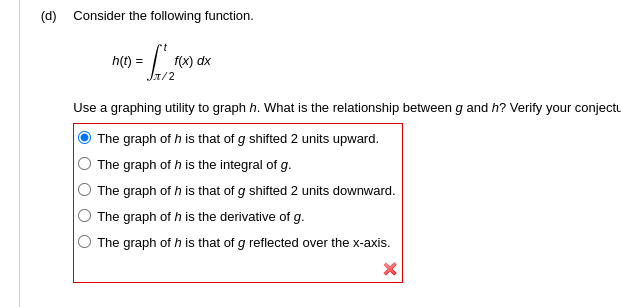 (d) Consider the following function.
h(t) = ∫_{π/2}^{t} f(x) dx
Use a graphing utility to graph h. What is the relationship between g and h? Verify your conjectu
The graph of h is that of g shifted 2 units upward.
The graph of h is the integral of g.
The graph of h is that of g shifted 2 units downward.
The graph of h is the derivative of g.
The graph of h is that of g reflected over the x-axis.